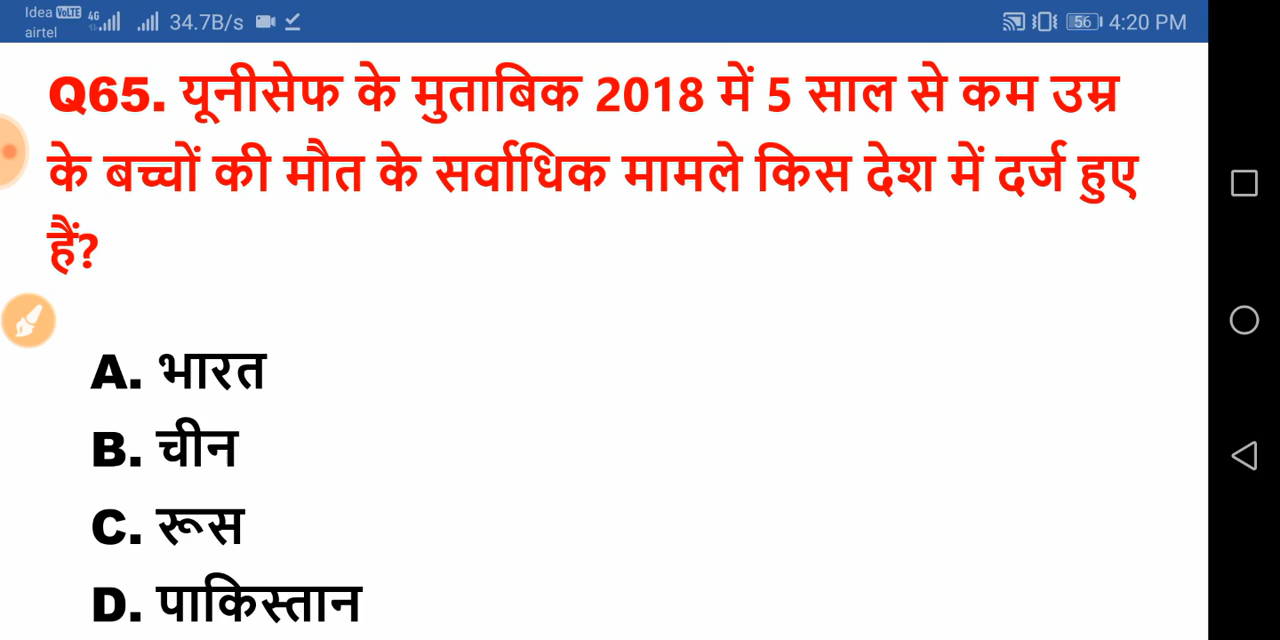 Idea VoLTE 4G 34.7B/s 56 4:20 PM
airtel
Q65. यूनीसेफ के मुताबिक 2018 में 5 साल से कम उम्र
के बच्चों की मौत के सर्वाधिक मामले किस देश में दर्ज हुए
हैं?
A. भारत
B. चीन
C. रूस
D. पाकिस्तान